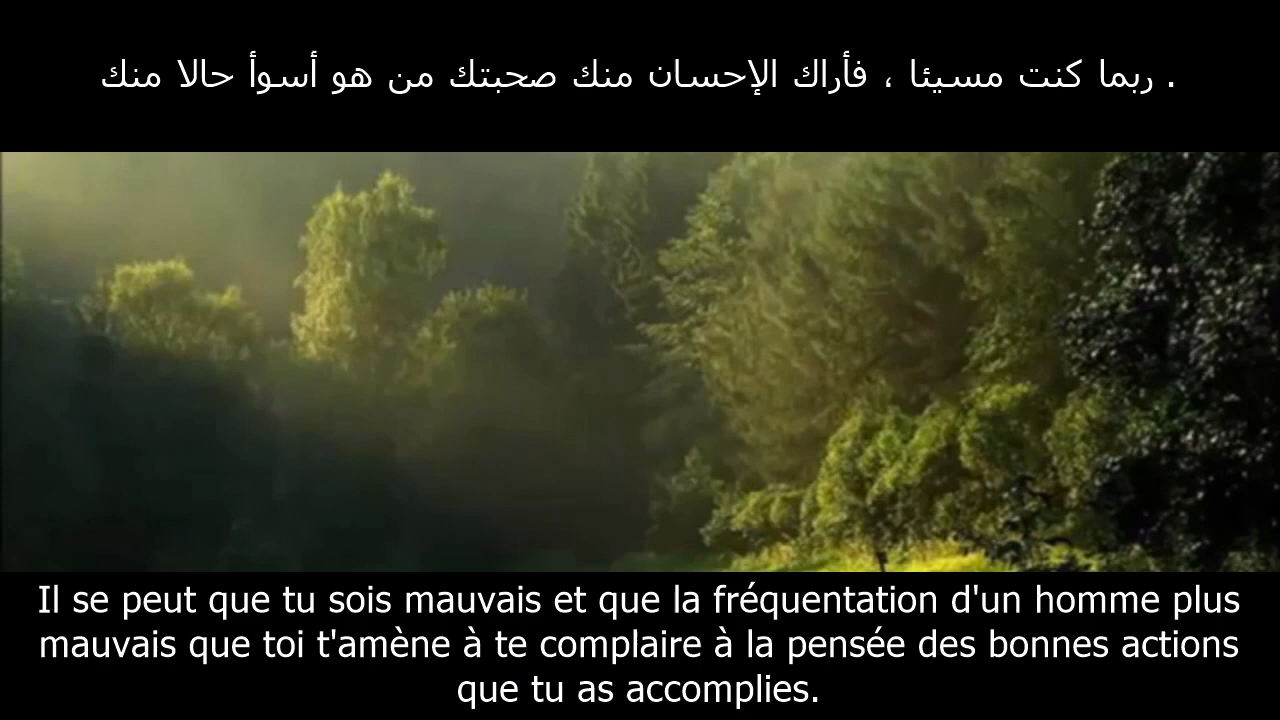 ربما كنت مسيئا ، فأراك الإحسان منك صحبتك من هو أسوأ حالا منك .
Il se peut que tu sois mauvais et que la fréquentation d'un homme plus
mauvais que toi t'amène à te complaire à la pensée des bonnes actions
que tu as accomplies.